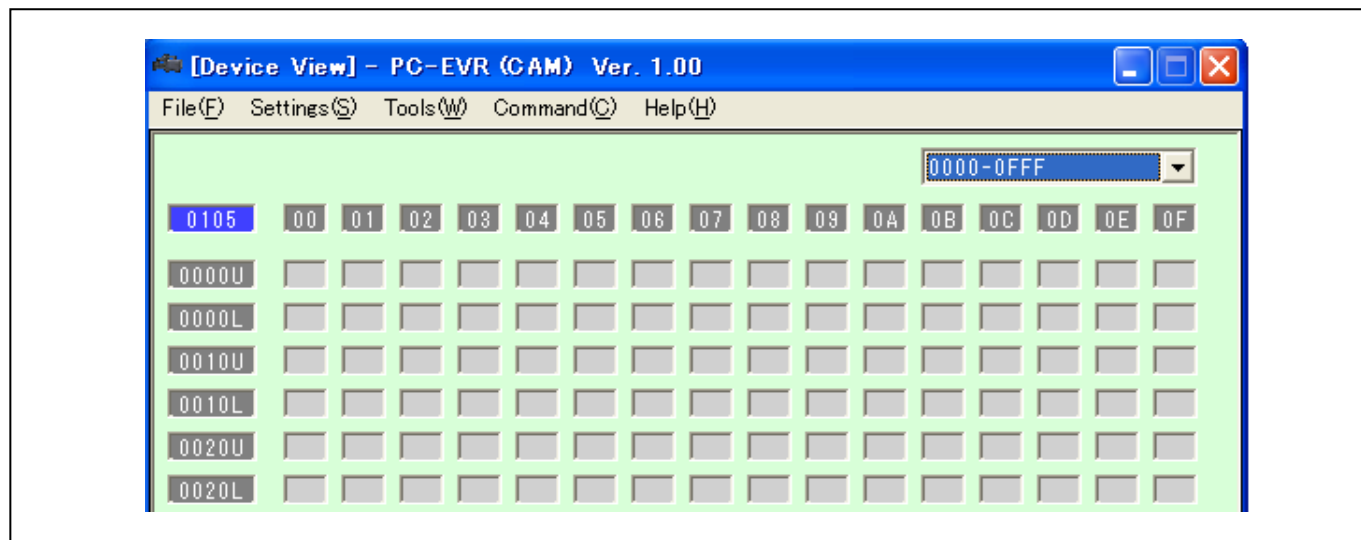 [Device View] - PC-EVR (CAM) Ver. 1.00
File(F) Settings(S) Tools(W) Command(C) Help(H)
0000-0FFF
0105 00 01 02 03 04 05 06 07 08 09 0A 0B 0C 0D 0E 0F
0000U
0000L
0010U
0010L
0020U
0020L